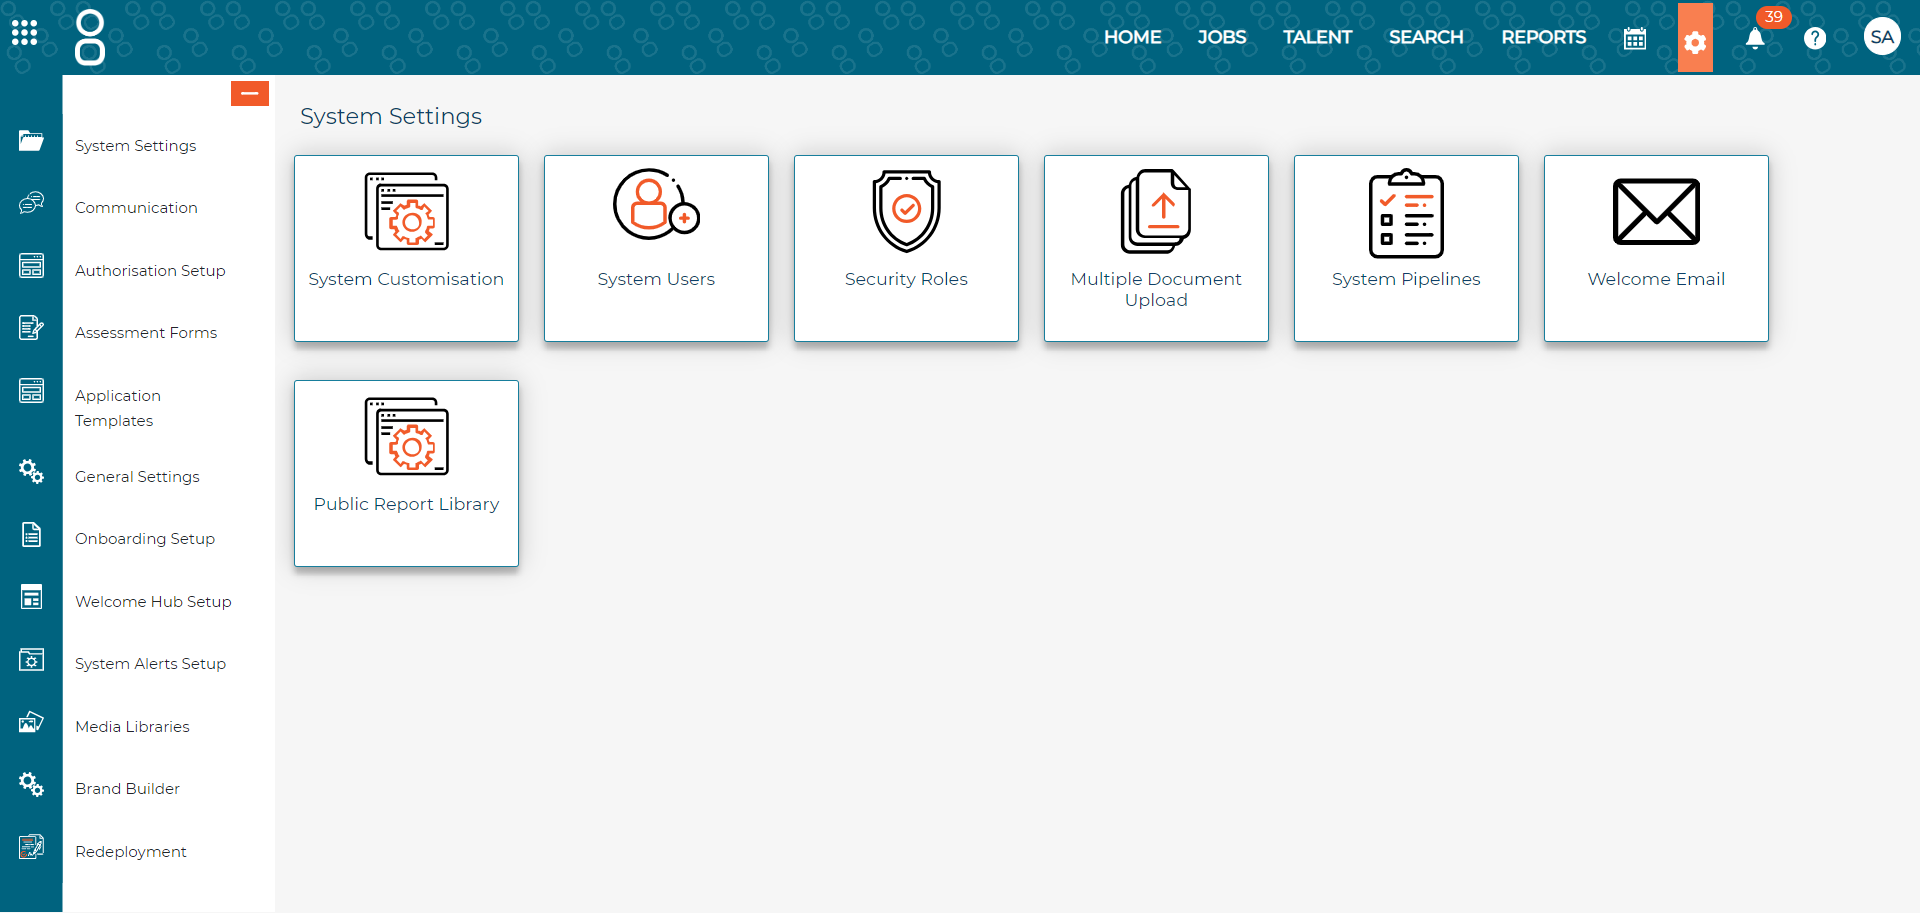 HOME
JOBS
TALENT
SEARCH
REPORTS
39
SA
System Settings
Communication
Authorisation Setup
Assessment Forms
Application
Templates
General Settings
Onboarding Setup
Welcome Hub Setup
System Alerts Setup
Media Libraries
Brand Builder
Redeployment
System Settings
System Customisation
System Users
Security Roles
Multiple Document
Upload
System Pipelines
Welcome Email
Public Report Library